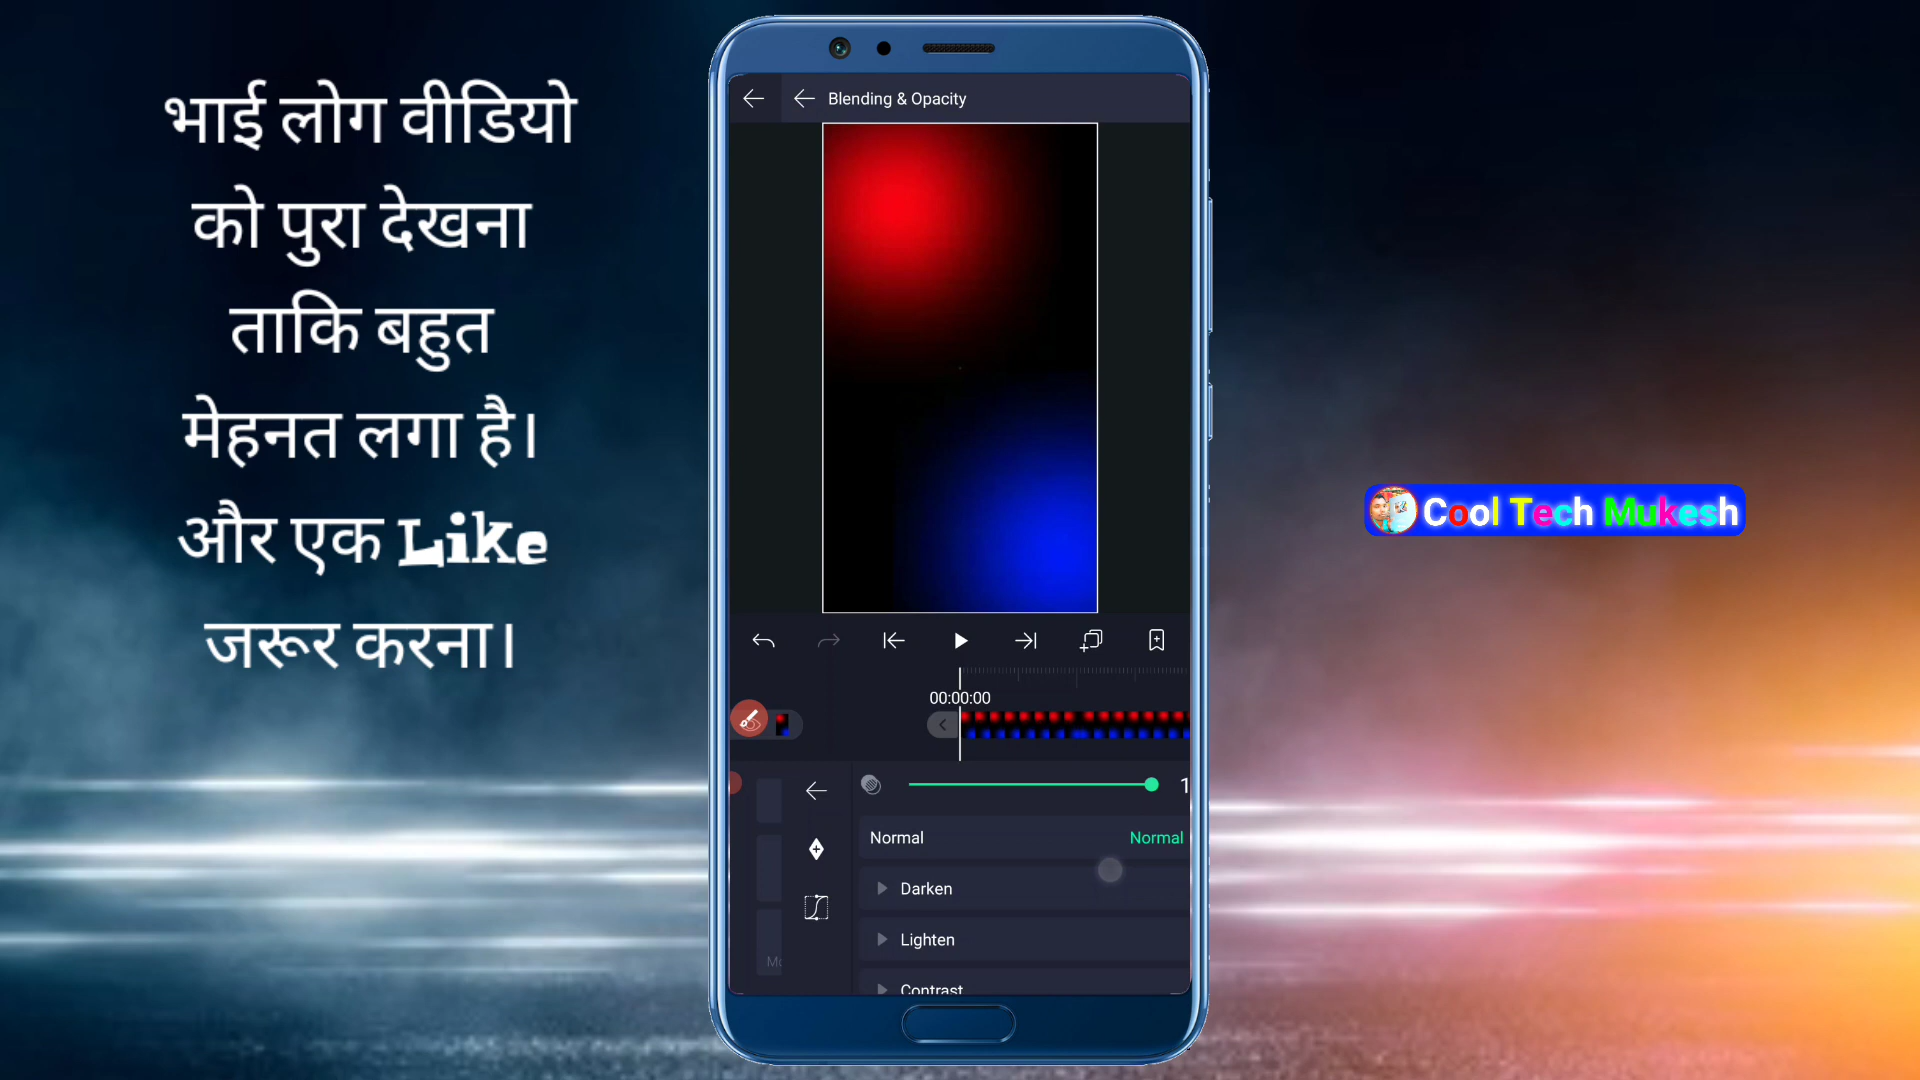 भाई लोग वीडियो
को पुरा देखना
ताकि बहुत
मेहनत लगा है।
और एक Like
जरूर करना।
Blending & Opacity
00:00:00
1
Normal Normal
Darken
Lighten
Contrast
Cool Tech Mukesh